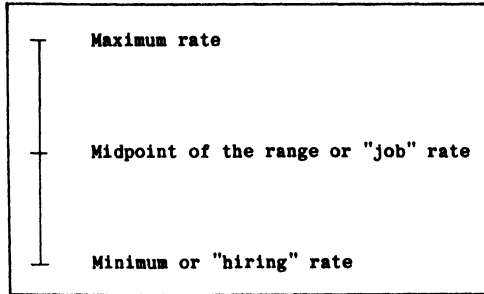 Maximum rate
Midpoint of the range or "job" rate
Minimum or "hiring" rate